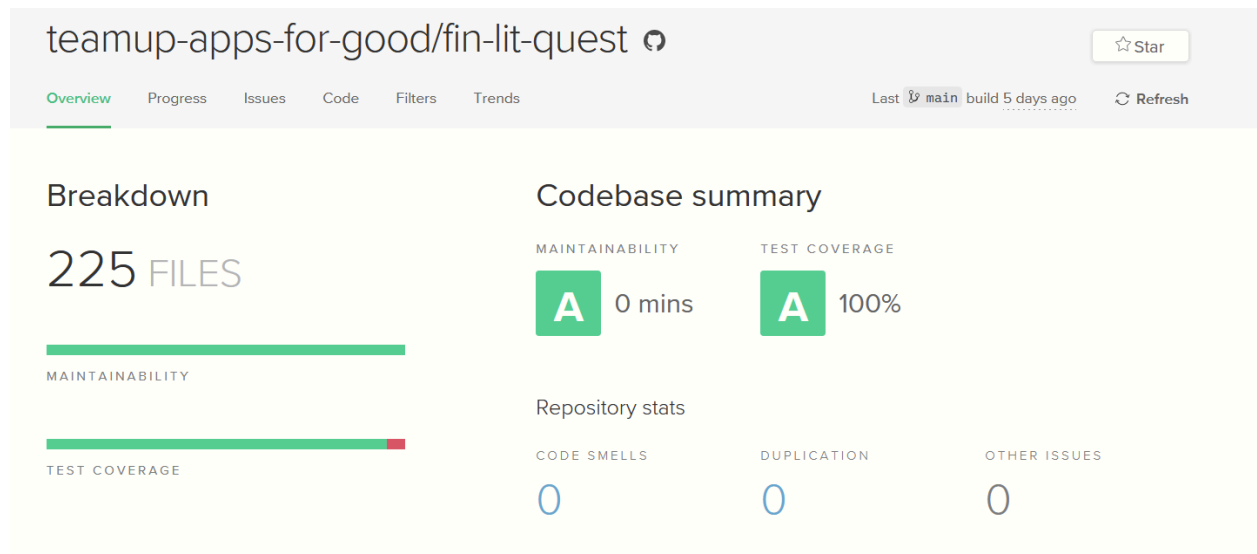 teamup-apps-for-good/fin-lit-quest
Star
Overview Progress Issues Code Filters Trends
Last main build 5 days ago Refresh
Breakdown
225 FILES
MAINTAINABILITY
TEST COVERAGE
Codebase summary
MAINTAINABILITY TEST COVERAGE
A 0 mins A 100%
Repository stats
CODE SMELLS DUPLICATION OTHER ISSUES
0 0 0